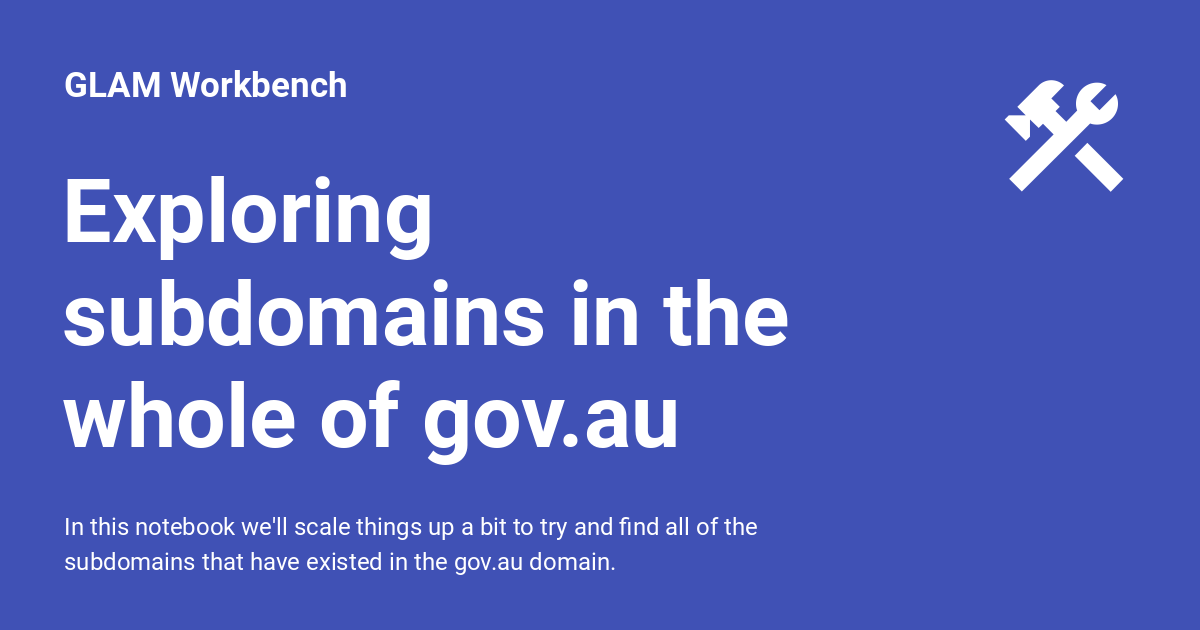 GLAM Workbench
Exploring
subdomains in the
whole of gov.au
In this notebook we'll scale things up a bit to try and find all of the
subdomains that have existed in the gov.au domain.